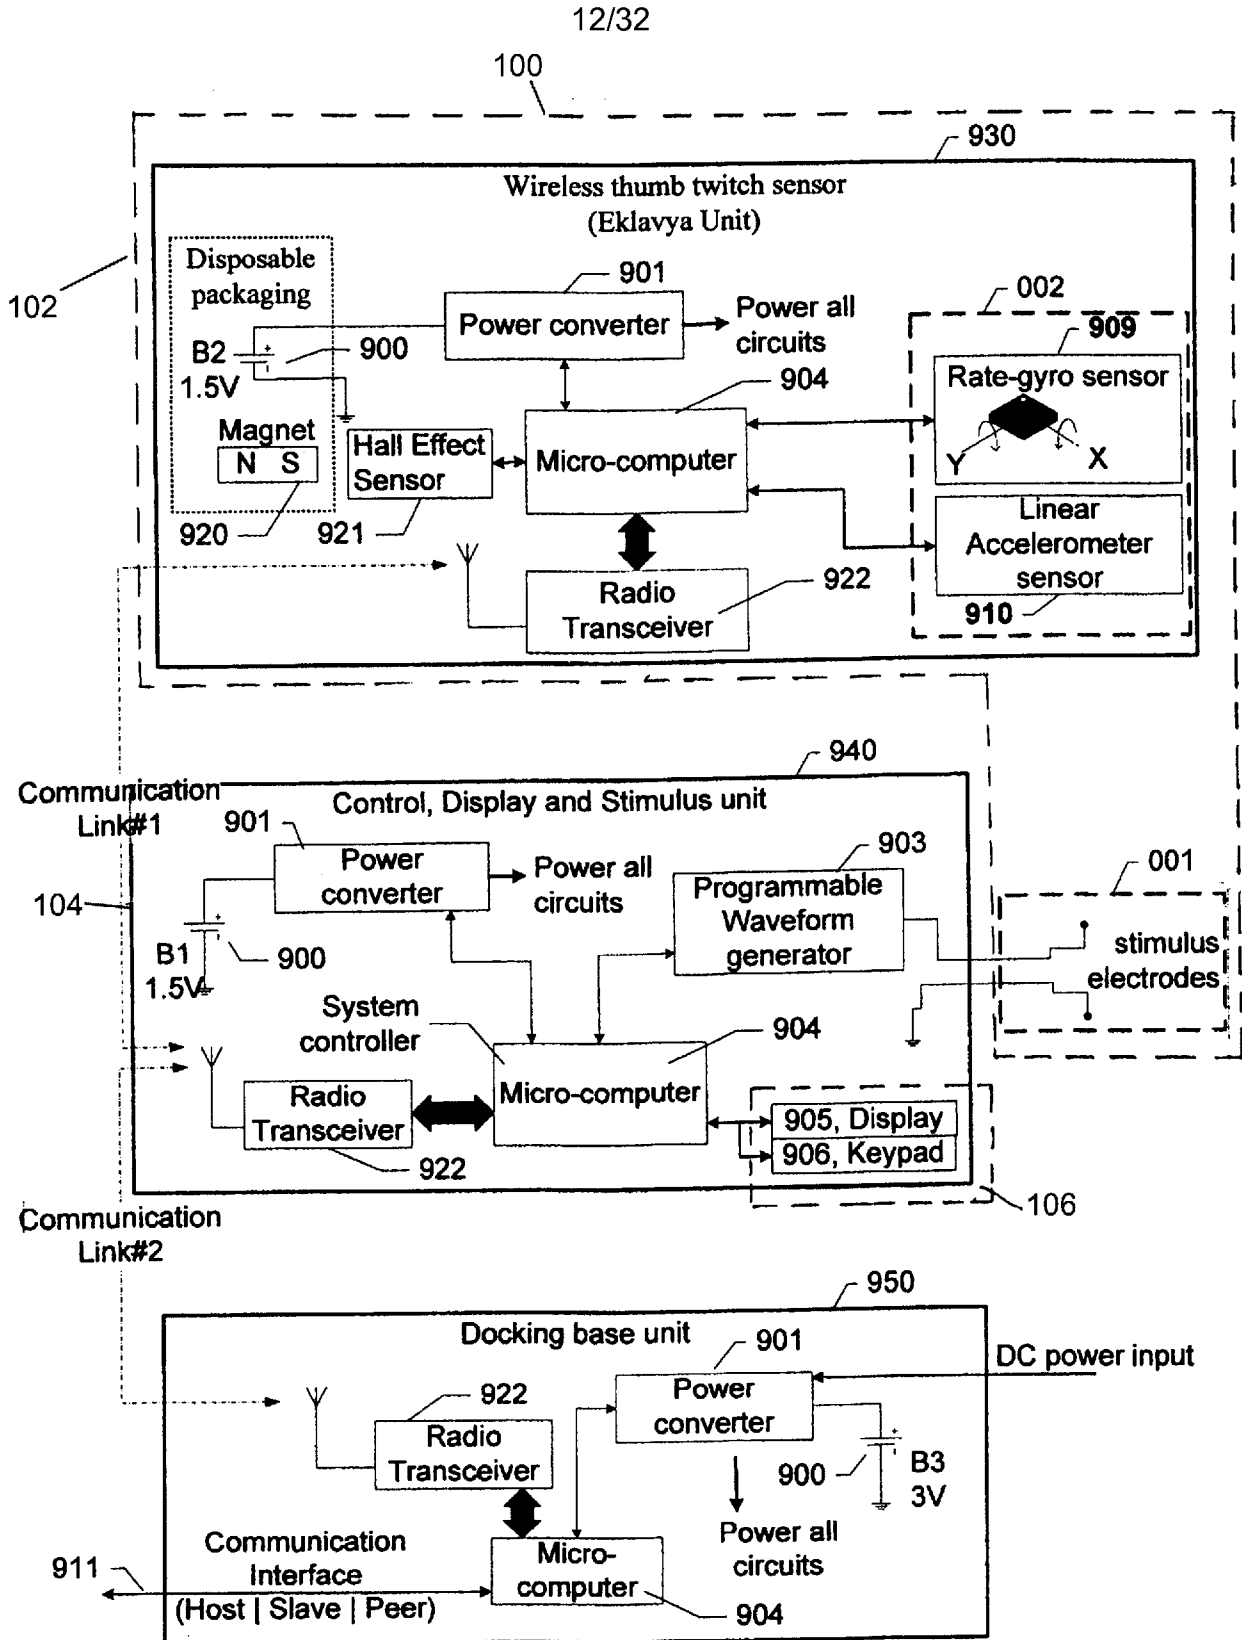 12/32
100
930
Wireless thumb twitch sensor
(Eklavya Unit)
102
Disposable
packaging
901
Power converter
Power all
circuits
002
909
Rate-gyro sensor
Y
X
B2
1.5V
+
-
900
904
Magnet
N S
Hall Effect
Sensor
Micro-computer
920
921
Linear
Accelerometer
sensor
910
922
Radio
Transceiver
940
Communication
Link#1
Control, Display and Stimulus unit
901
Power
converter
Power all
circuits
903
Programmable
Waveform
generator
001
stimulus
electrodes
104
B1
1.5V
+
-
900
System
controller
904
Micro-computer
Radio
Transceiver
922
905, Display
906, Keypad
106
Communication
Link#2
950
Docking base unit
901
DC power input
Power
converter
922
Radio
Transceiver
+
-
900
B3
3V
Power all
circuits
911
Communication
Interface
(Host | Slave | Peer)
Micro-
computer
904